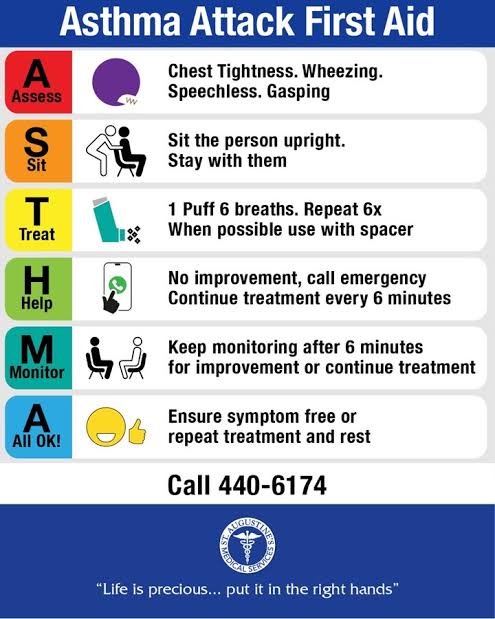 Asthma Attack First Aid
A
Assess
Chest Tightness. Wheezing.
Speechless. Gasping
S
Sit
Sit the person upright.
Stay with them
T
Treat
1 Puff 6 breaths. Repeat 6x
When possible use with spacer
H
Help
No improvement, call emergency
Continue treatment every 6 minutes
M
Monitor
Keep monitoring after 6 minutes
for improvement or continue treatment
A
All OK!
Ensure symptom free or
repeat treatment and rest
Call 440-6174
ST. AUGUSTINE'S
MEDICAL SERVICES
“Life is precious... put it in the right hands”